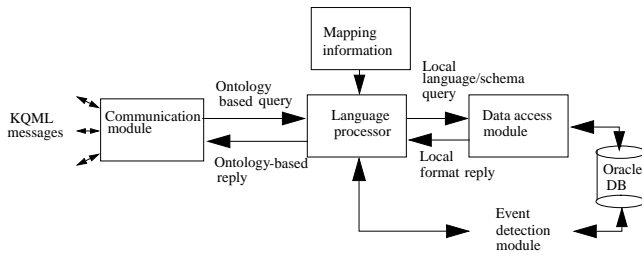 Mapping
information
KQML
messages
Communication
module
Ontology
based query
Ontology-based
reply
Language
processor
Local
language/schema
query
Local
format reply
Data access
module
Oracle
DB
Event
detection
module